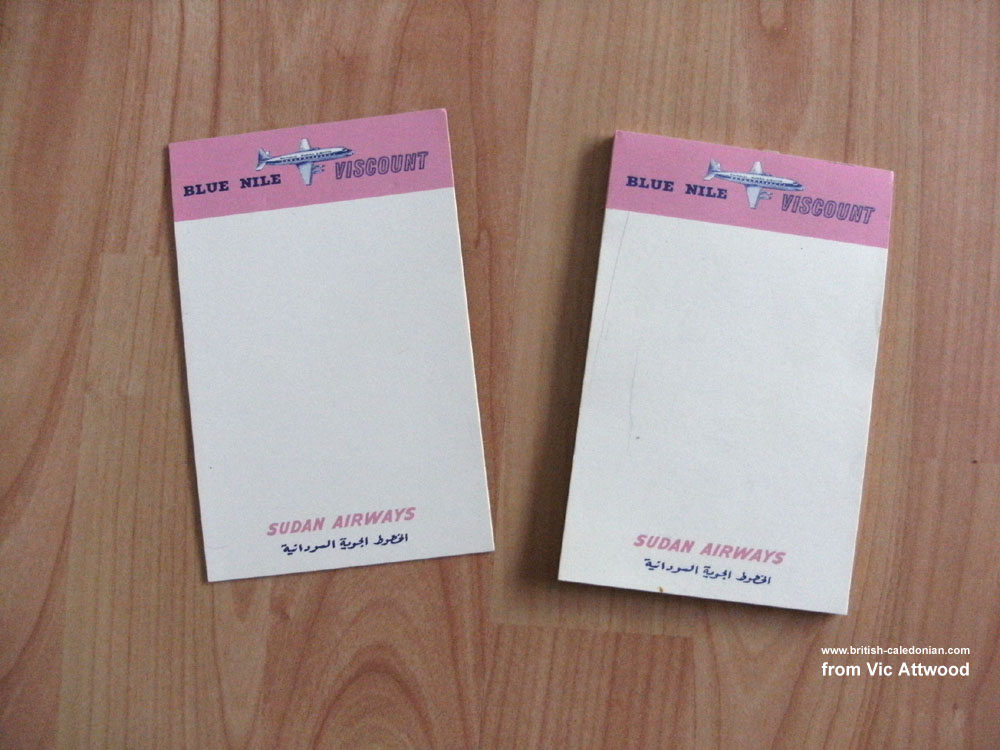 BLUE NILE VISCOUNT
SUDAN AIRWAYS
الخطوط الجوية السودانية
BLUE NILE VISCOUNT
SUDAN AIRWAYS
الخطوط الجوية السودانية
www.british-caledonian.com
from Vic Attwood